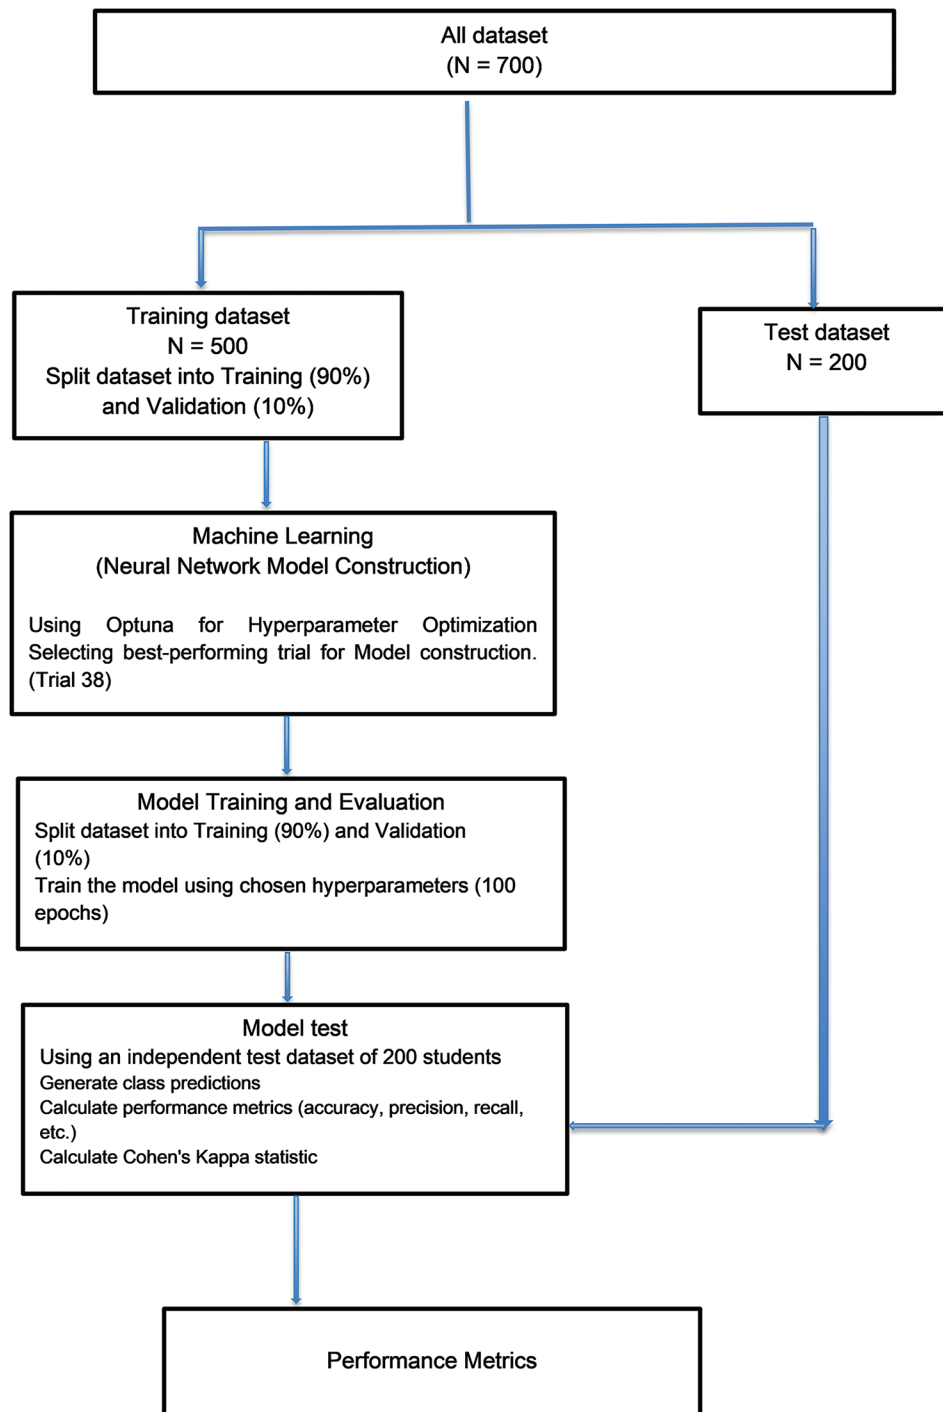 All dataset
(N = 700)
Training dataset
N = 500
Split dataset into Training (90%)
and Validation (10%)
Test dataset
N = 200
Machine Learning
(Neural Network Model Construction)
Using Optuna for Hyperparameter Optimization
Selecting best-performing trial for Model construction.
(Trial 38)
Model Training and Evaluation
Split dataset into Training (90%) and Validation
(10%)
Train the model using chosen hyperparameters (100
epochs)
Model test
Using an independent test dataset of 200 students
Generate class predictions
Calculate performance metrics (accuracy, precision, recall,
etc.)
Calculate Cohen's Kappa statistic
Performance Metrics